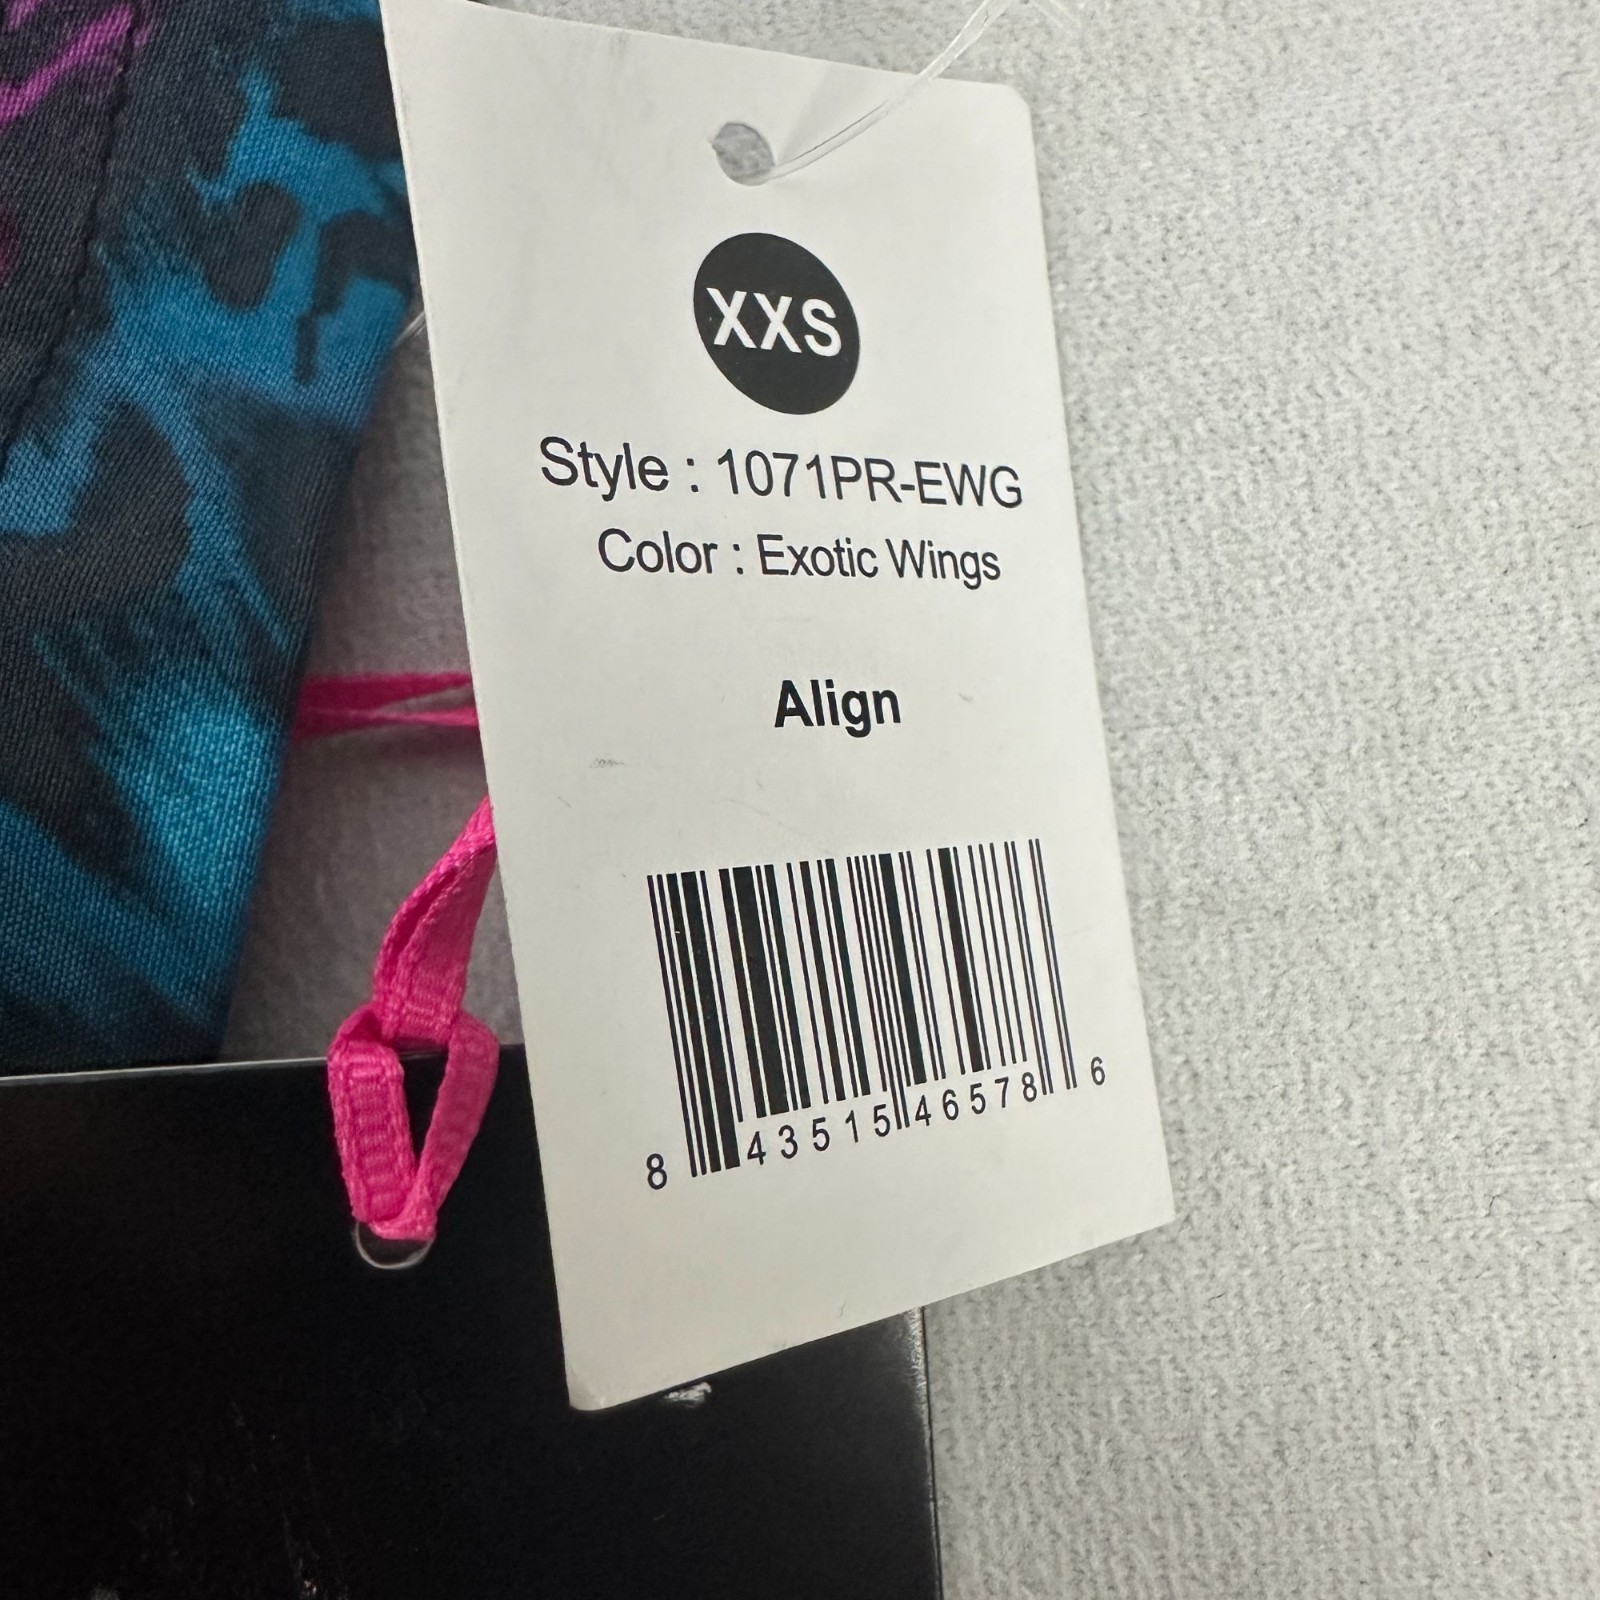 XXS
Style : 1071PR-EWG
Color : Exotic Wings
Align
8 43515 46578 6